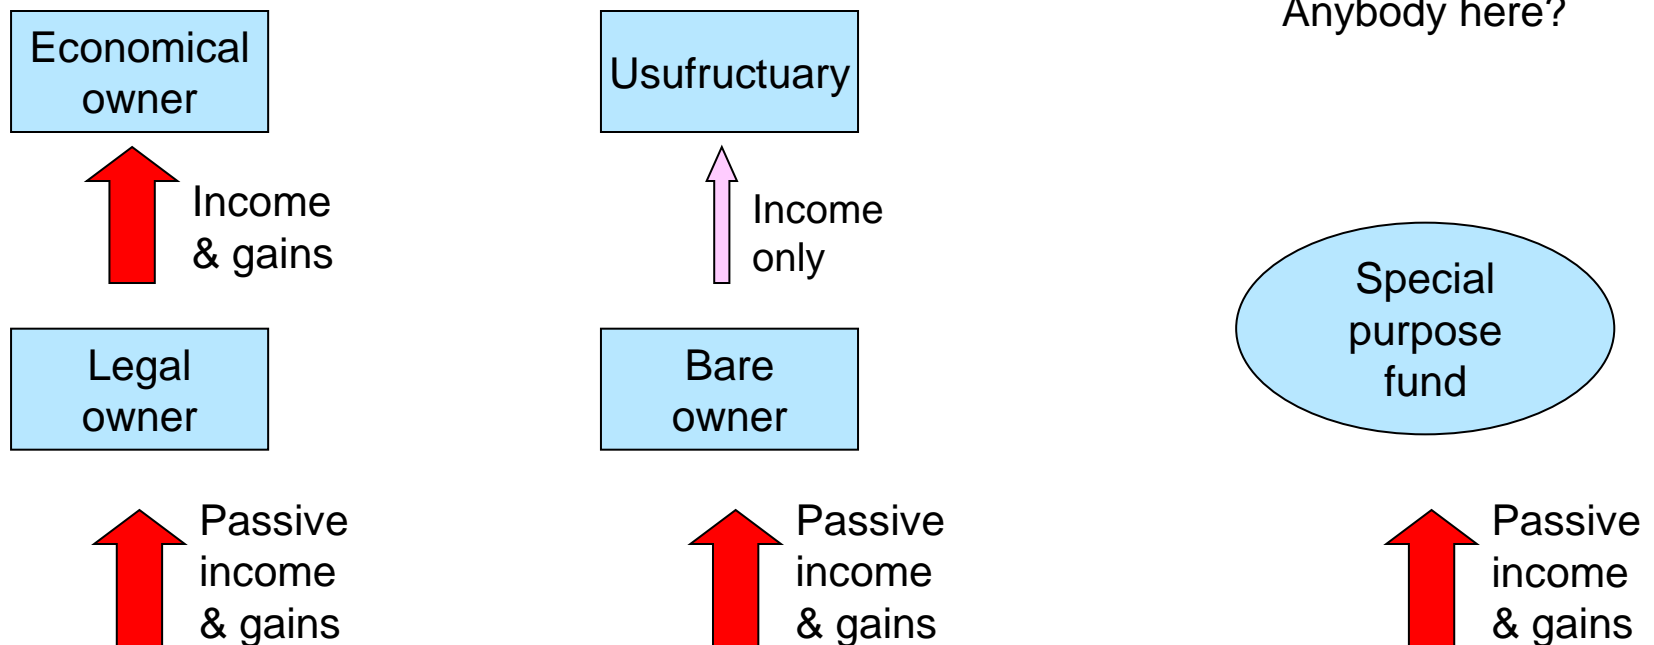 Anybody here?
Economical
owner
Usufructuary
Income
& gains
Income
only
Special
purpose
fund
Legal
owner
Bare
owner
Passive
income
& gains
Passive
income
& gains
Passive
income
& gains